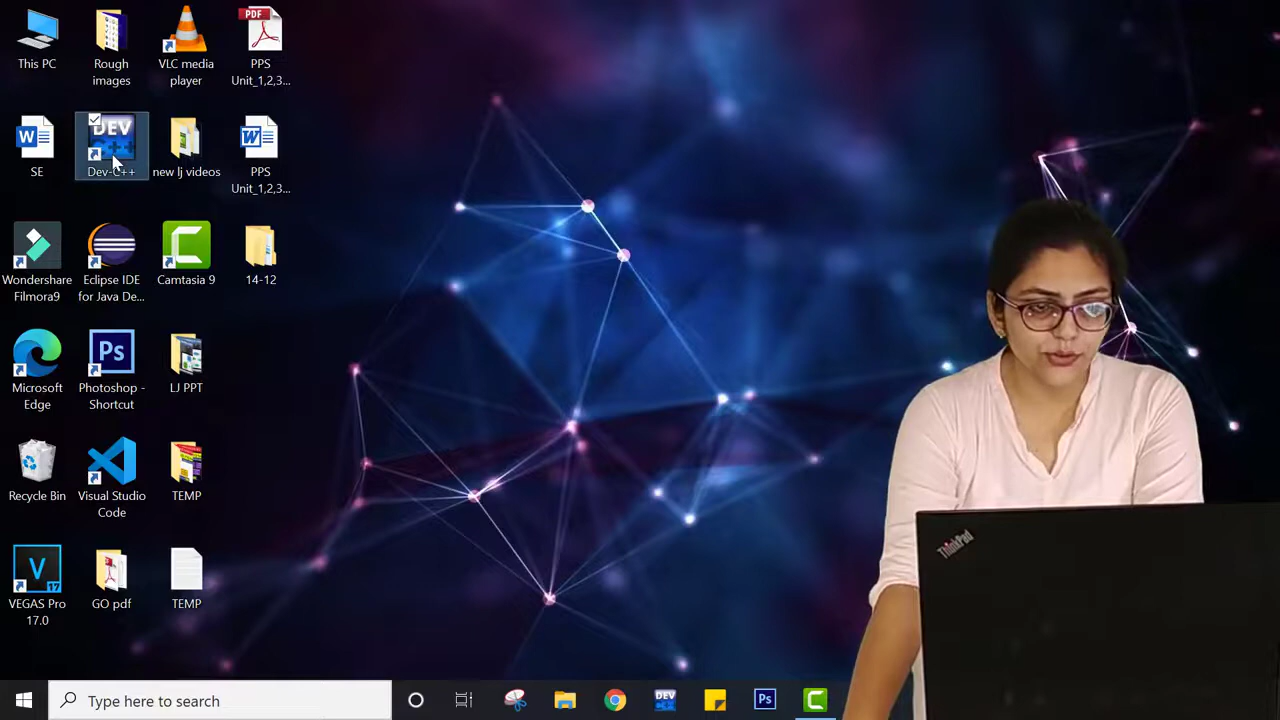 This PC
Rough
images
VLC media
player
PDF
PPS
Unit_1,2,3...
SE
DEV
C++
Dev-C++
new lj videos
W
PPS
Unit_1,2,3...
Wondershare
Filmora9
Eclipse IDE
for Java De...
Camtasia 9
14-12
Microsoft
Edge
Ps
Photoshop -
Shortcut
LJ PPT
Recycle Bin
Visual Studio
Code
TEMP
V
17
VEGAS Pro
17.0
GO pdf
TEMP
ThinkPad
Type here to search
DEV
C++
Ps